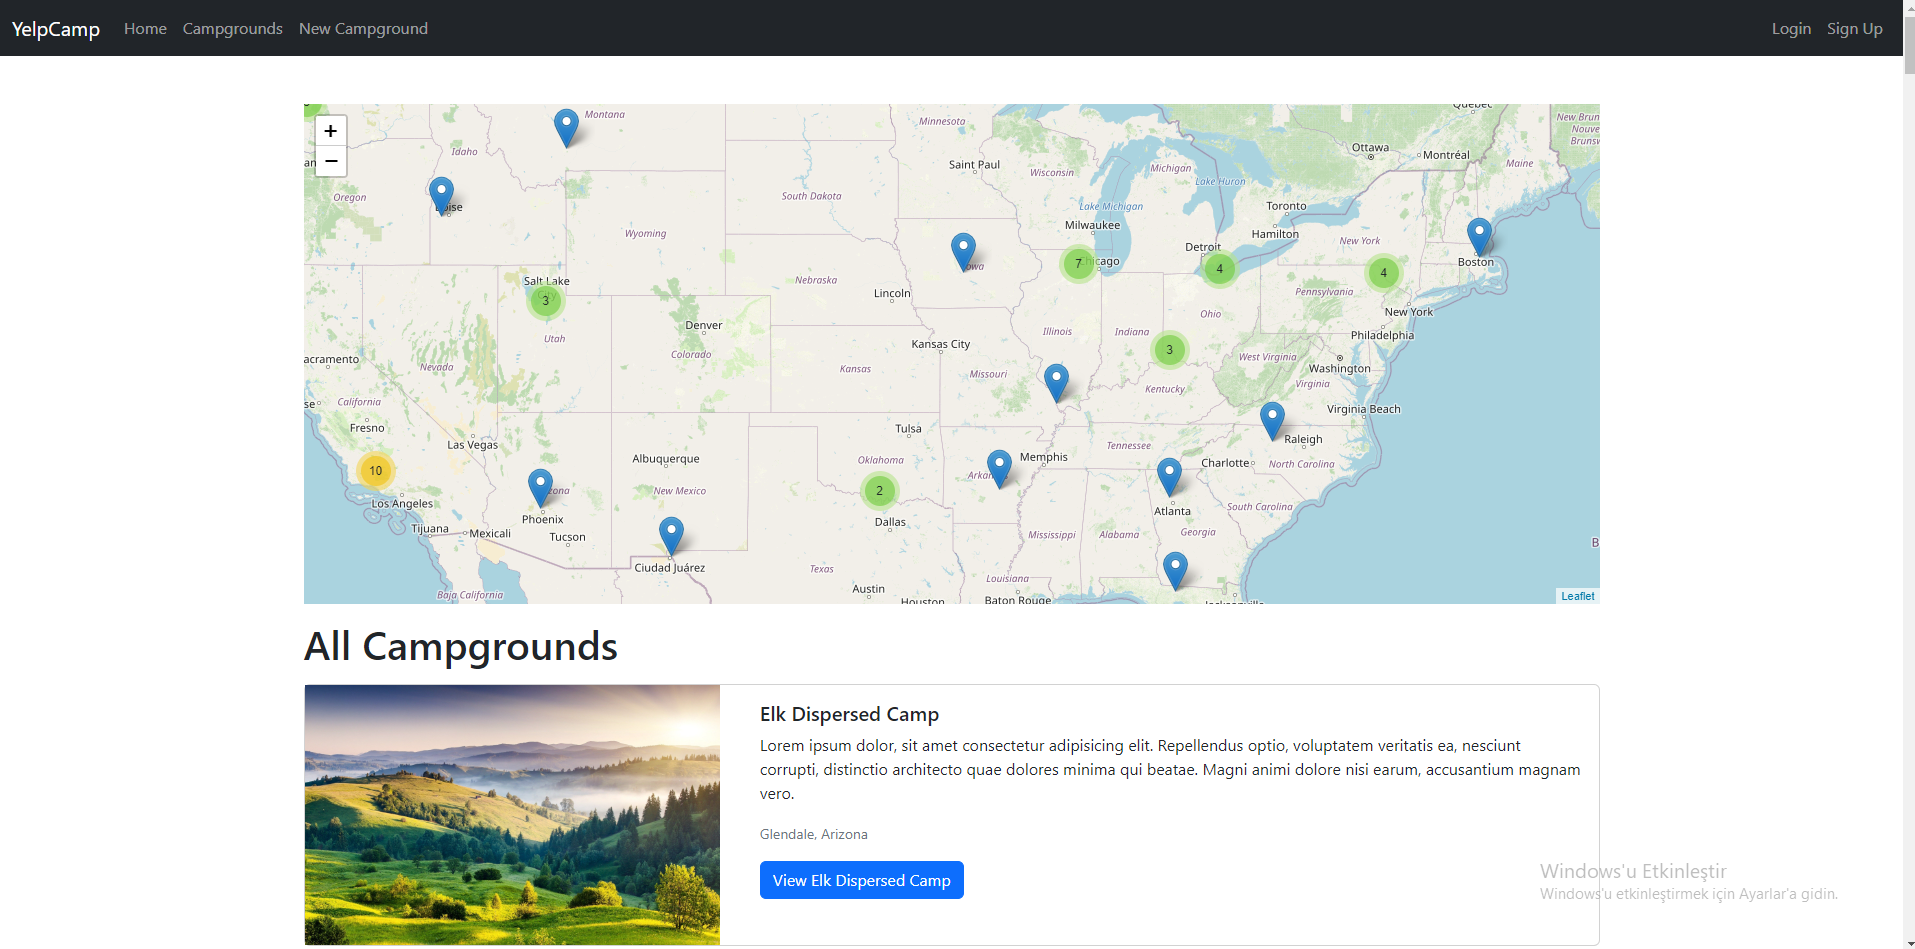 YelpCamp Home Campgrounds New Campground Login Sign Up
+
−
Montana
Minnesota
Quebec
Ottawa
Montréal
Idaho
Saint Paul
Wisconsin
Michigan
Maine
Oregon
South Dakota
Lake Huron
Lake Michigan
Toronto
Milwaukee
Hamilton
Wyoming
New York
Detroit
Boston
7
4
4
Salt Lake
3
Nebraska
Lincoln
Pennsylvania
New York
Denver
Illinois
Indiana
Ohio
Philadelphia
Utah
Kansas City
Colorado
3
West Virginia
Washington
Nevada
Kansas
Missouri
Kentucky
Virginia
California
Virginia Beach
Fresno
Las Vegas
Tulsa
Raleigh
Tennessee
Albuquerque
Oklahoma
Memphis
Charlotte
North Carolina
10
New Mexico
2
Los Angeles
Phoenix
Dallas
Atlanta
South Carolina
Tijuana
Mexicali
Tucson
Mississippi
Alabama
Georgia
Ciudad Juárez
Texas
Louisiana
Austin
Baja California
Houston
Baton Rouge
Leaflet
All Campgrounds
Elk Dispersed Camp
Lorem ipsum dolor, sit amet consectetur adipisicing elit. Repellendus optio, voluptatem veritatis ea, nesciunt
corrupti, distinctio architecto quae dolores minima qui beatae. Magni animi dolore nisi earum, accusantium magnam
vero.
Glendale, Arizona
View Elk Dispersed Camp
Windows'u Etkinleştir
Windows'u etkinleştirmek için Ayarlar'a gidin.